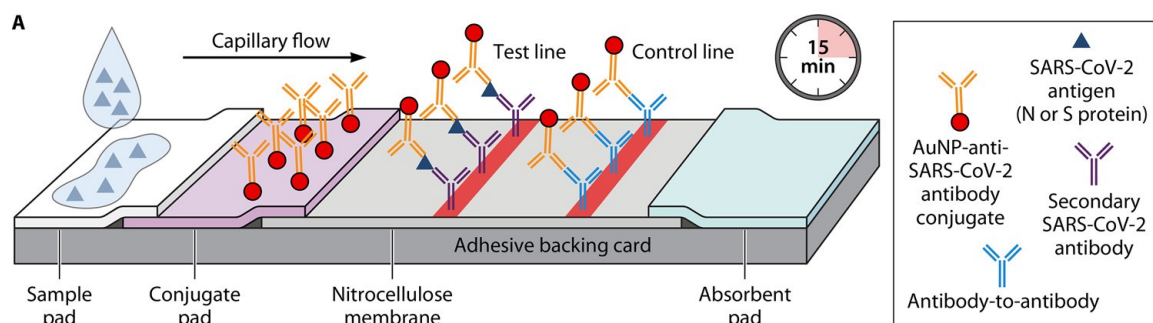 A
Capillary flow
Test line
Control line
15
min
Adhesive backing card
Sample
pad
Conjugate
pad
Nitrocellulose
membrane
Absorbent
pad
SARS-CoV-2
antigen
(N or S protein)
AuNP-anti-
SARS-CoV-2
antibody
conjugate
Secondary
SARS-CoV-2
antibody
Antibody-to-antibody